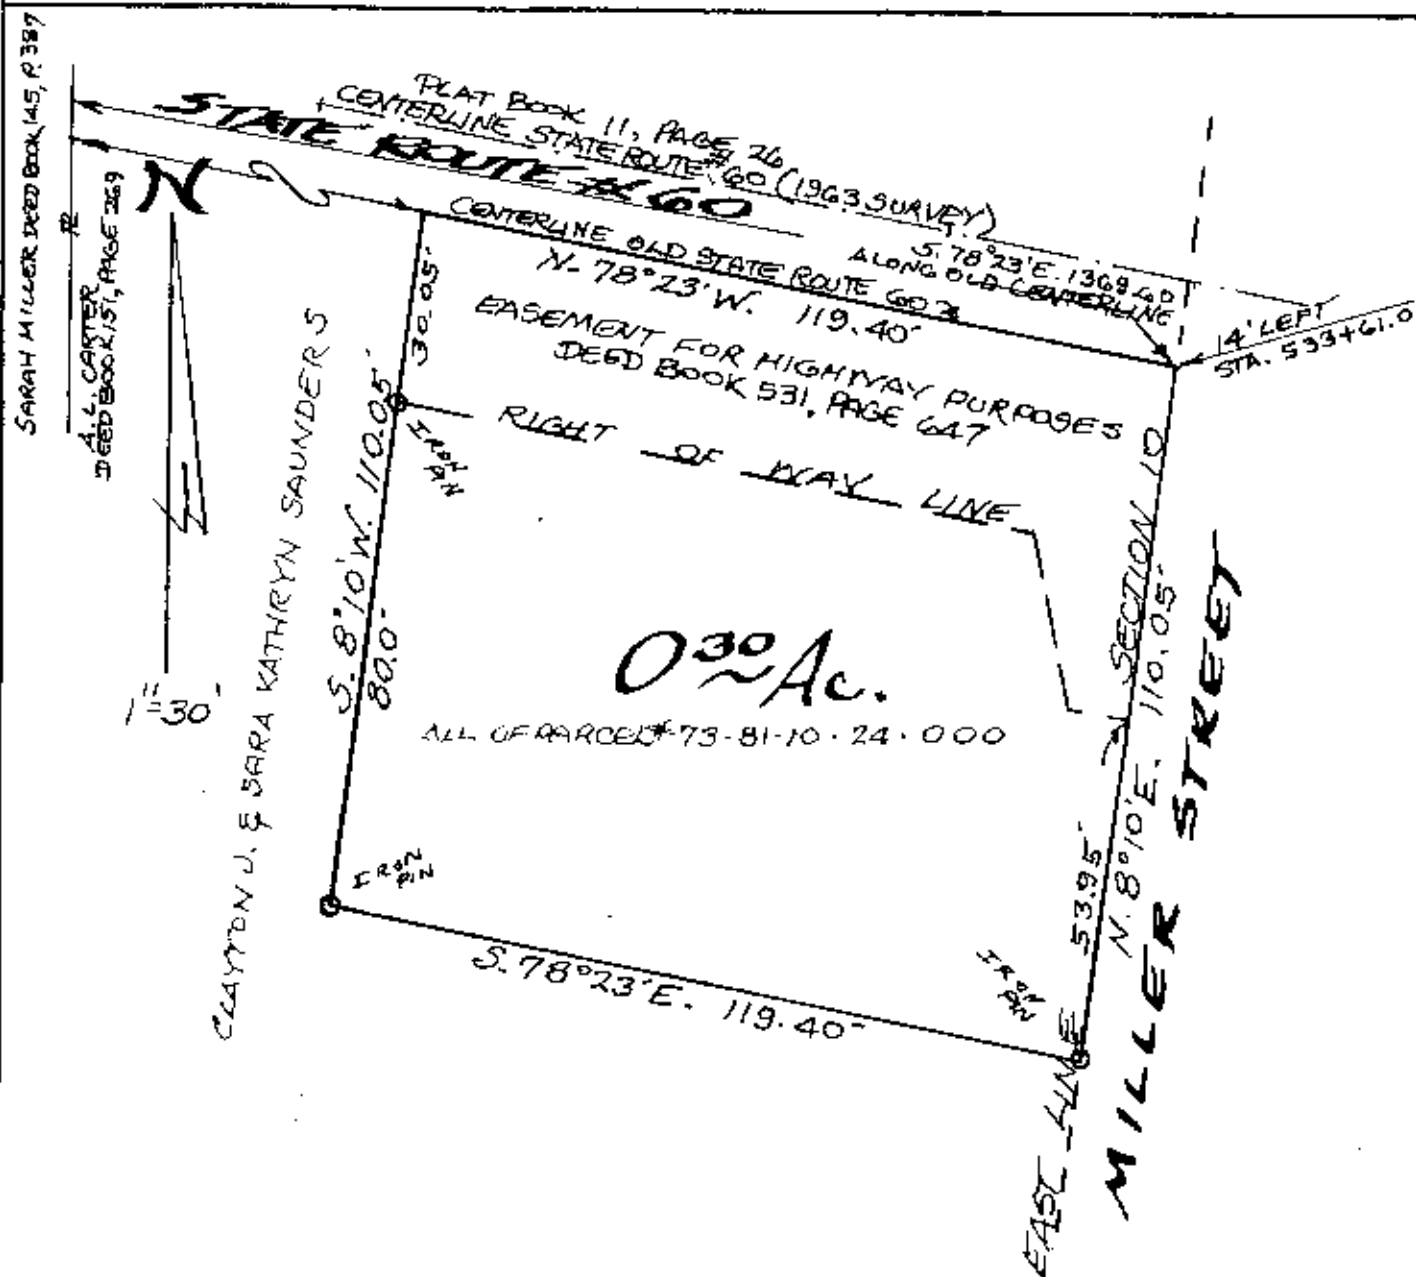 SARAH MILLER DEED BOOK 145, P. 387
A. L. CARTER
DEED BOOK 151, PAGE 269
N
1"=30'
STATE ROUTE # 60
PLAT BOOK 11, PAGE 26
CENTERLINE STATE ROUTE #60 (1963 SURVEY)
S. 78°23'E. 1369.60
ALONG OLD CENTERLINE
14' LEFT
STA. 533+61.0
CENTERLINE OLD STATE ROUTE 60
N. 78°23'W. 119.40'
EASEMENT FOR HIGHWAY PURPOSES
DEED BOOK 531, PAGE 647
RIGHT OF WAY LINE
30.05'
IRON
PIN
S. 8°10'W. 110.05'
80.0'
CLAYTON J. & SARA KATHRYN SAUNDERS
0.30 Ac.
ALL OF PARCEL #73-81-10-24-000
IRON
PIN
S. 78°23'E. 119.40'
IRON
PIN
53.95'
N. 8°10'E. 110.05'
EAST LINE SECTION 10
MILLER STREET